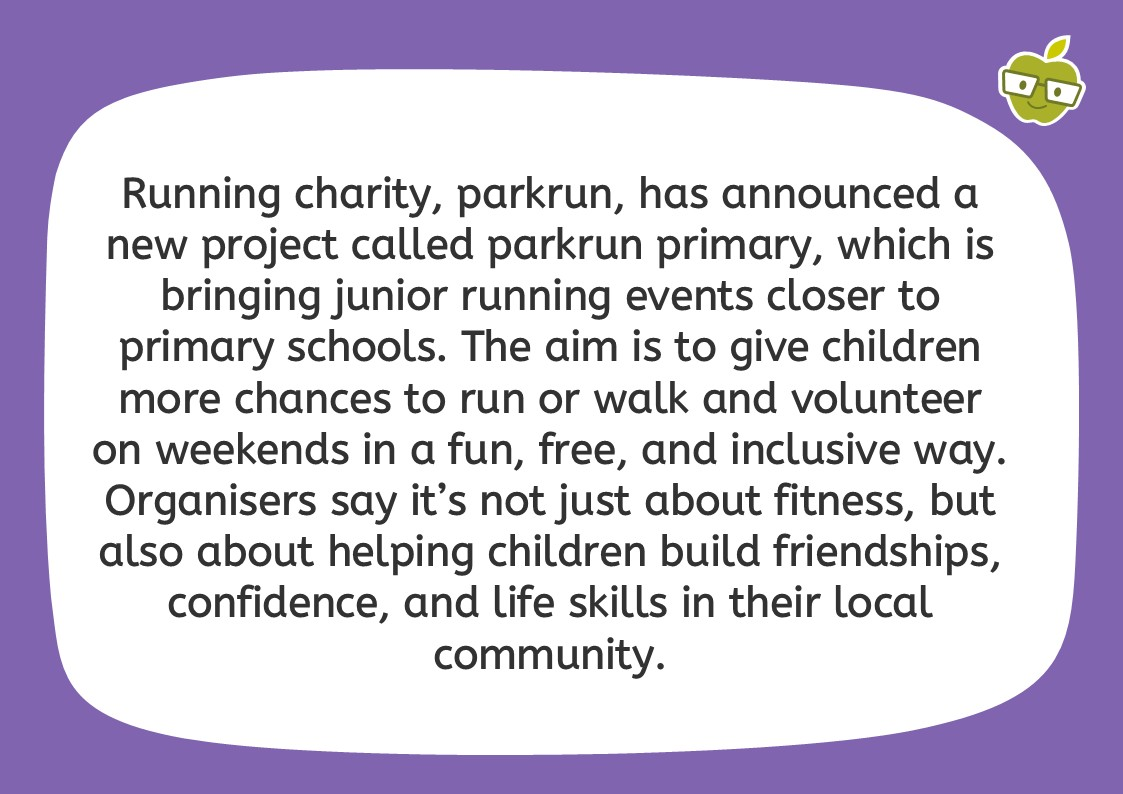 Running charity, parkrun, has announced a
new project called parkrun primary, which is
bringing junior running events closer to
primary schools. The aim is to give children
more chances to run or walk and volunteer
on weekends in a fun, free, and inclusive way.
Organisers say it’s not just about fitness, but
also about helping children build friendships,
confidence, and life skills in their local
community.